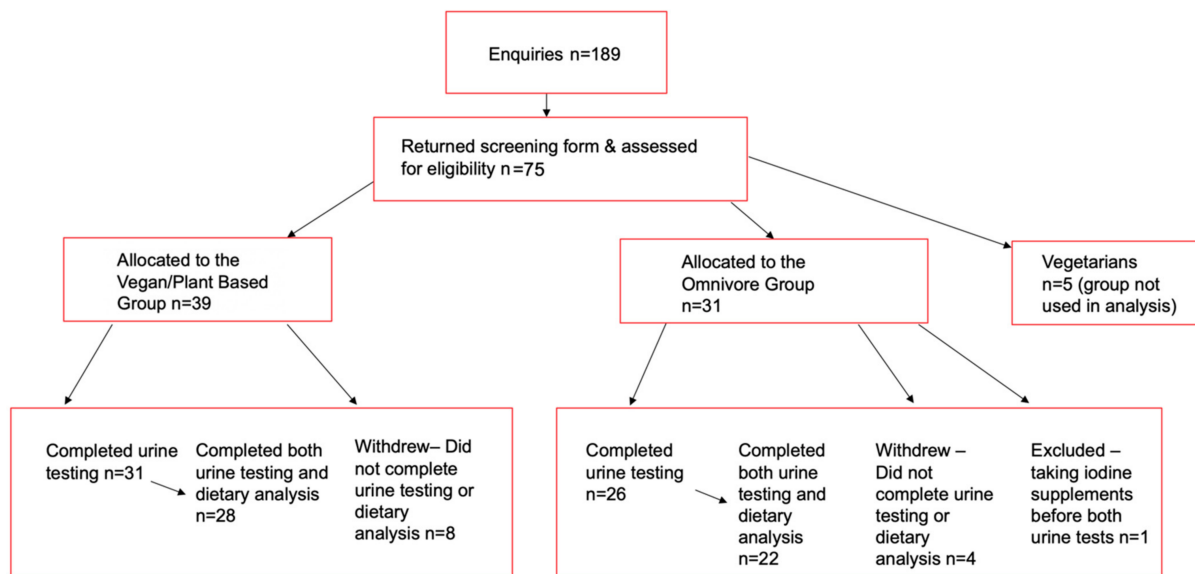 Enquiries n=189
Returned screening form & assessed
for eligibility n=75
Allocated to the
Vegan/Plant Based
Group n=39
Allocated to the
Omnivore Group
n=31
Vegetarians
n=5 (group not
used in analysis)
Completed urine
testing n=31
Completed both
urine testing and
dietary analysis
n=28
Withdrew– Did
not complete
urine testing or
dietary
analysis n=8
Completed
urine testing
n=26
Completed
both urine
testing and
dietary
analysis
n=22
Withdrew –
Did not
complete urine
testing or
dietary
analysis n=4
Excluded –
taking iodine
supplements
before both
urine tests n=1